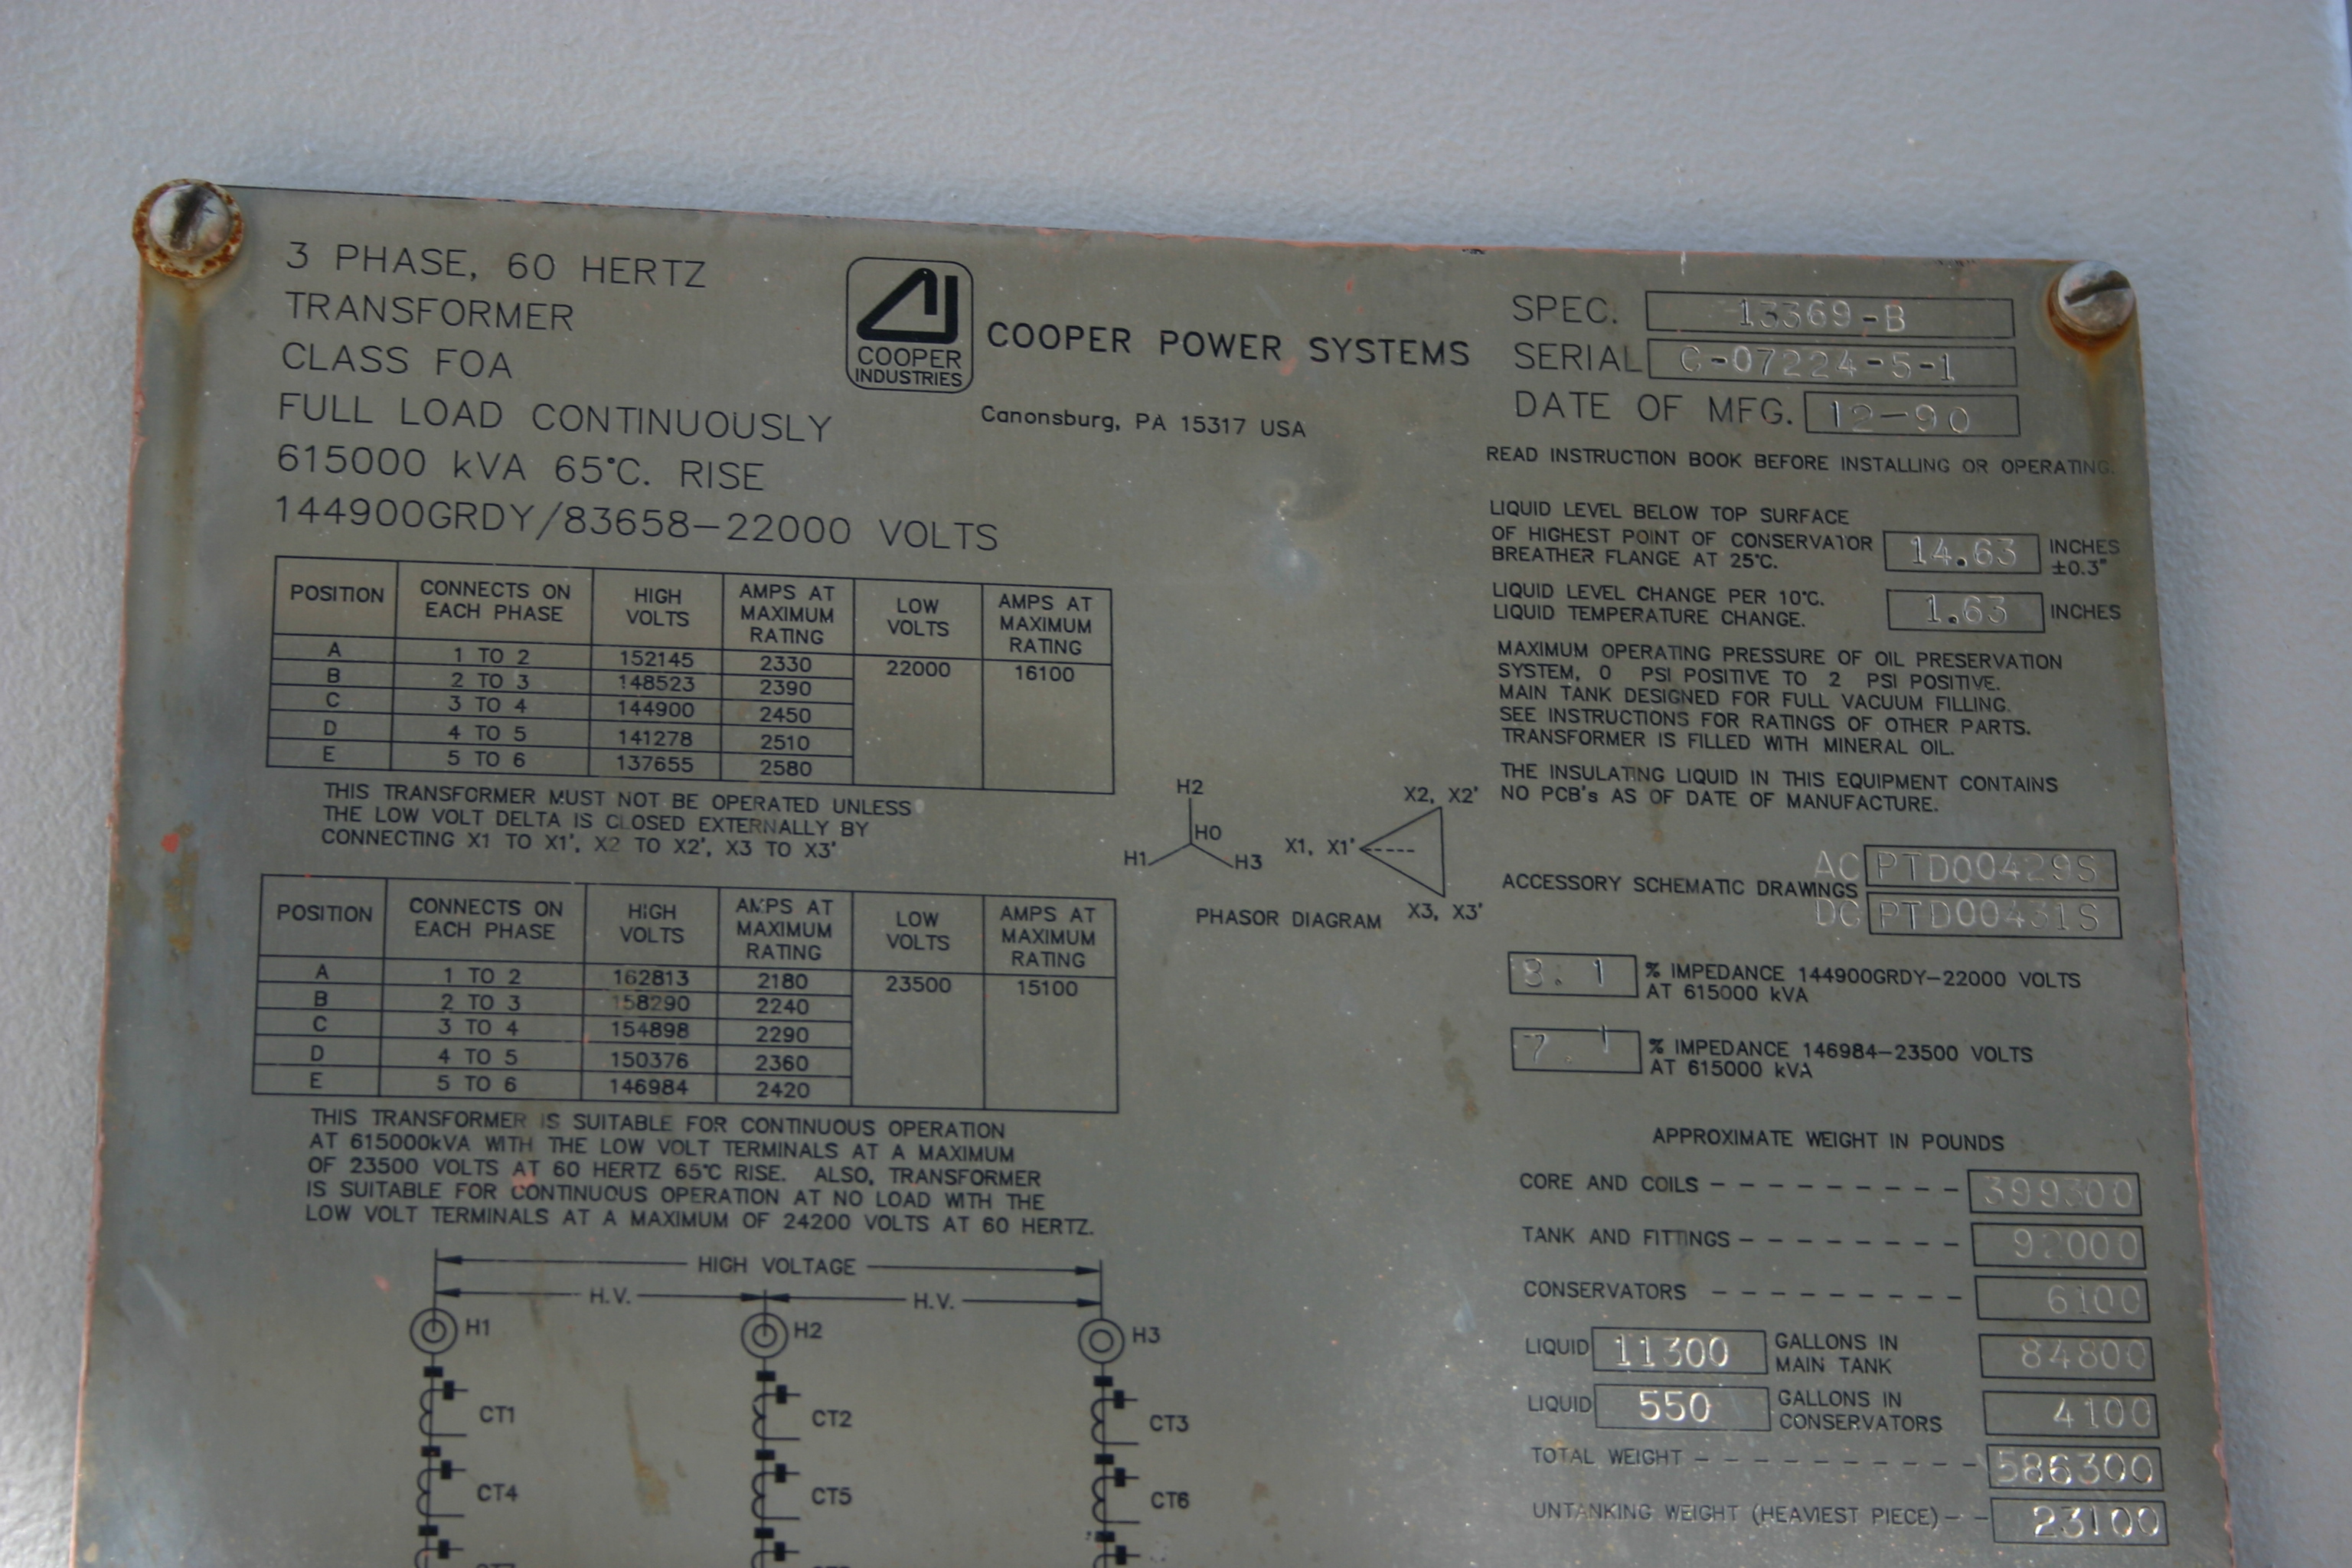 3 PHASE, 60 HERTZ
TRANSFORMER
CLASS FOA
FULL LOAD CONTINUOUSLY
615000 kVA 65°C. RISE
144900GRDY/83658-22000 VOLTS
COOPER
INDUSTRIES
COOPER POWER SYSTEMS
Canonsburg, PA 15317 USA
SPEC. 13369-B
SERIAL C-07224-5-1
DATE OF MFG. 12-90
READ INSTRUCTION BOOK BEFORE INSTALLING OR OPERATING.
LIQUID LEVEL BELOW TOP SURFACE
OF HIGHEST POINT OF CONSERVATOR
BREATHER FLANGE AT 25°C.
14.63 INCHES
±0.3"
LIQUID LEVEL CHANGE PER 10°C.
LIQUID TEMPERATURE CHANGE.
1.63 INCHES
MAXIMUM OPERATING PRESSURE OF OIL PRESERVATION
SYSTEM, 0 PSI POSITIVE TO 2 PSI POSITIVE.
MAIN TANK DESIGNED FOR FULL VACUUM FILLING.
SEE INSTRUCTIONS FOR RATINGS OF OTHER PARTS.
TRANSFORMER IS FILLED WITH MINERAL OIL.
THE INSULATING LIQUID IN THIS EQUIPMENT CONTAINS
NO PCB's AS OF DATE OF MANUFACTURE.
POSITION CONNECTS ON EACH PHASE HIGH VOLTS AMPS AT MAXIMUM RATING LOW VOLTS AMPS AT MAXIMUM RATING
A 1 TO 2 152145 2330 22000 16100
B 2 TO 3 148523 2390
C 3 TO 4 144900 2450
D 4 TO 5 141278 2510
E 5 TO 6 137655 2580
THIS TRANSFORMER MUST NOT BE OPERATED UNLESS
THE LOW VOLT DELTA IS CLOSED EXTERNALLY BY
CONNECTING X1 TO X1', X2 TO X2', X3 TO X3'
H2
H0
H1
H3
X1, X1'
X2, X2'
X3, X3'
PHASOR DIAGRAM
ACCESSORY SCHEMATIC DRAWINGS
AC PTD00429S
DC PTD00431S
POSITION CONNECTS ON EACH PHASE HIGH VOLTS AMPS AT MAXIMUM RATING LOW VOLTS AMPS AT MAXIMUM RATING
A 1 TO 2 162813 2180 23500 15100
B 2 TO 3 158290 2240
C 3 TO 4 154898 2290
D 4 TO 5 150376 2360
E 5 TO 6 146984 2420
8.1 % IMPEDANCE 144900GRDY-22000 VOLTS
AT 615000 kVA
7.1 % IMPEDANCE 146984-23500 VOLTS
AT 615000 kVA
THIS TRANSFORMER IS SUITABLE FOR CONTINUOUS OPERATION
AT 615000kVA WITH THE LOW VOLT TERMINALS AT A MAXIMUM
OF 23500 VOLTS AT 60 HERTZ 65°C RISE. ALSO, TRANSFORMER
IS SUITABLE FOR CONTINUOUS OPERATION AT NO LOAD WITH THE
LOW VOLT TERMINALS AT A MAXIMUM OF 24200 VOLTS AT 60 HERTZ.
APPROXIMATE WEIGHT IN POUNDS
CORE AND COILS 399300
TANK AND FITTINGS 92000
CONSERVATORS 6100
LIQUID 11300 GALLONS IN MAIN TANK 84800
LIQUID 550 GALLONS IN CONSERVATORS 4100
TOTAL WEIGHT 586300
UNTANKING WEIGHT (HEAVIEST PIECE) 23100
HIGH VOLTAGE
H.V. H.V.
H1 H2 H3
CT1 CT2 CT3
CT4 CT5 CT6